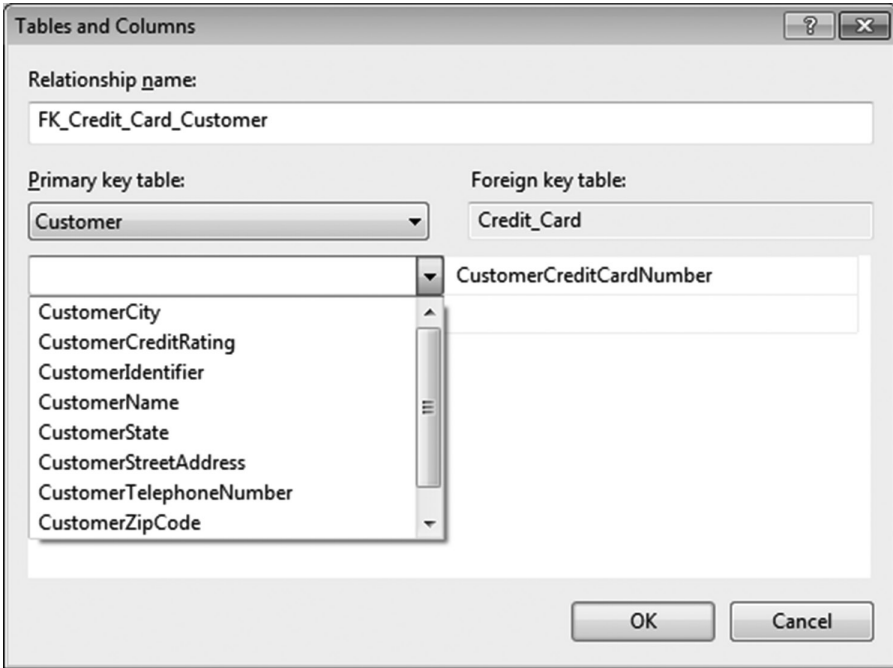 Tables and Columns
?
Relationship name:
FK_Credit_Card_Customer
Primary key table:
Foreign key table:
Customer
Credit_Card
CustomerCreditCardNumber
CustomerCity
CustomerCreditRating
CustomerIdentifier
CustomerName
CustomerState
CustomerStreetAddress
CustomerTelephoneNumber
CustomerZipCode
OK
Cancel